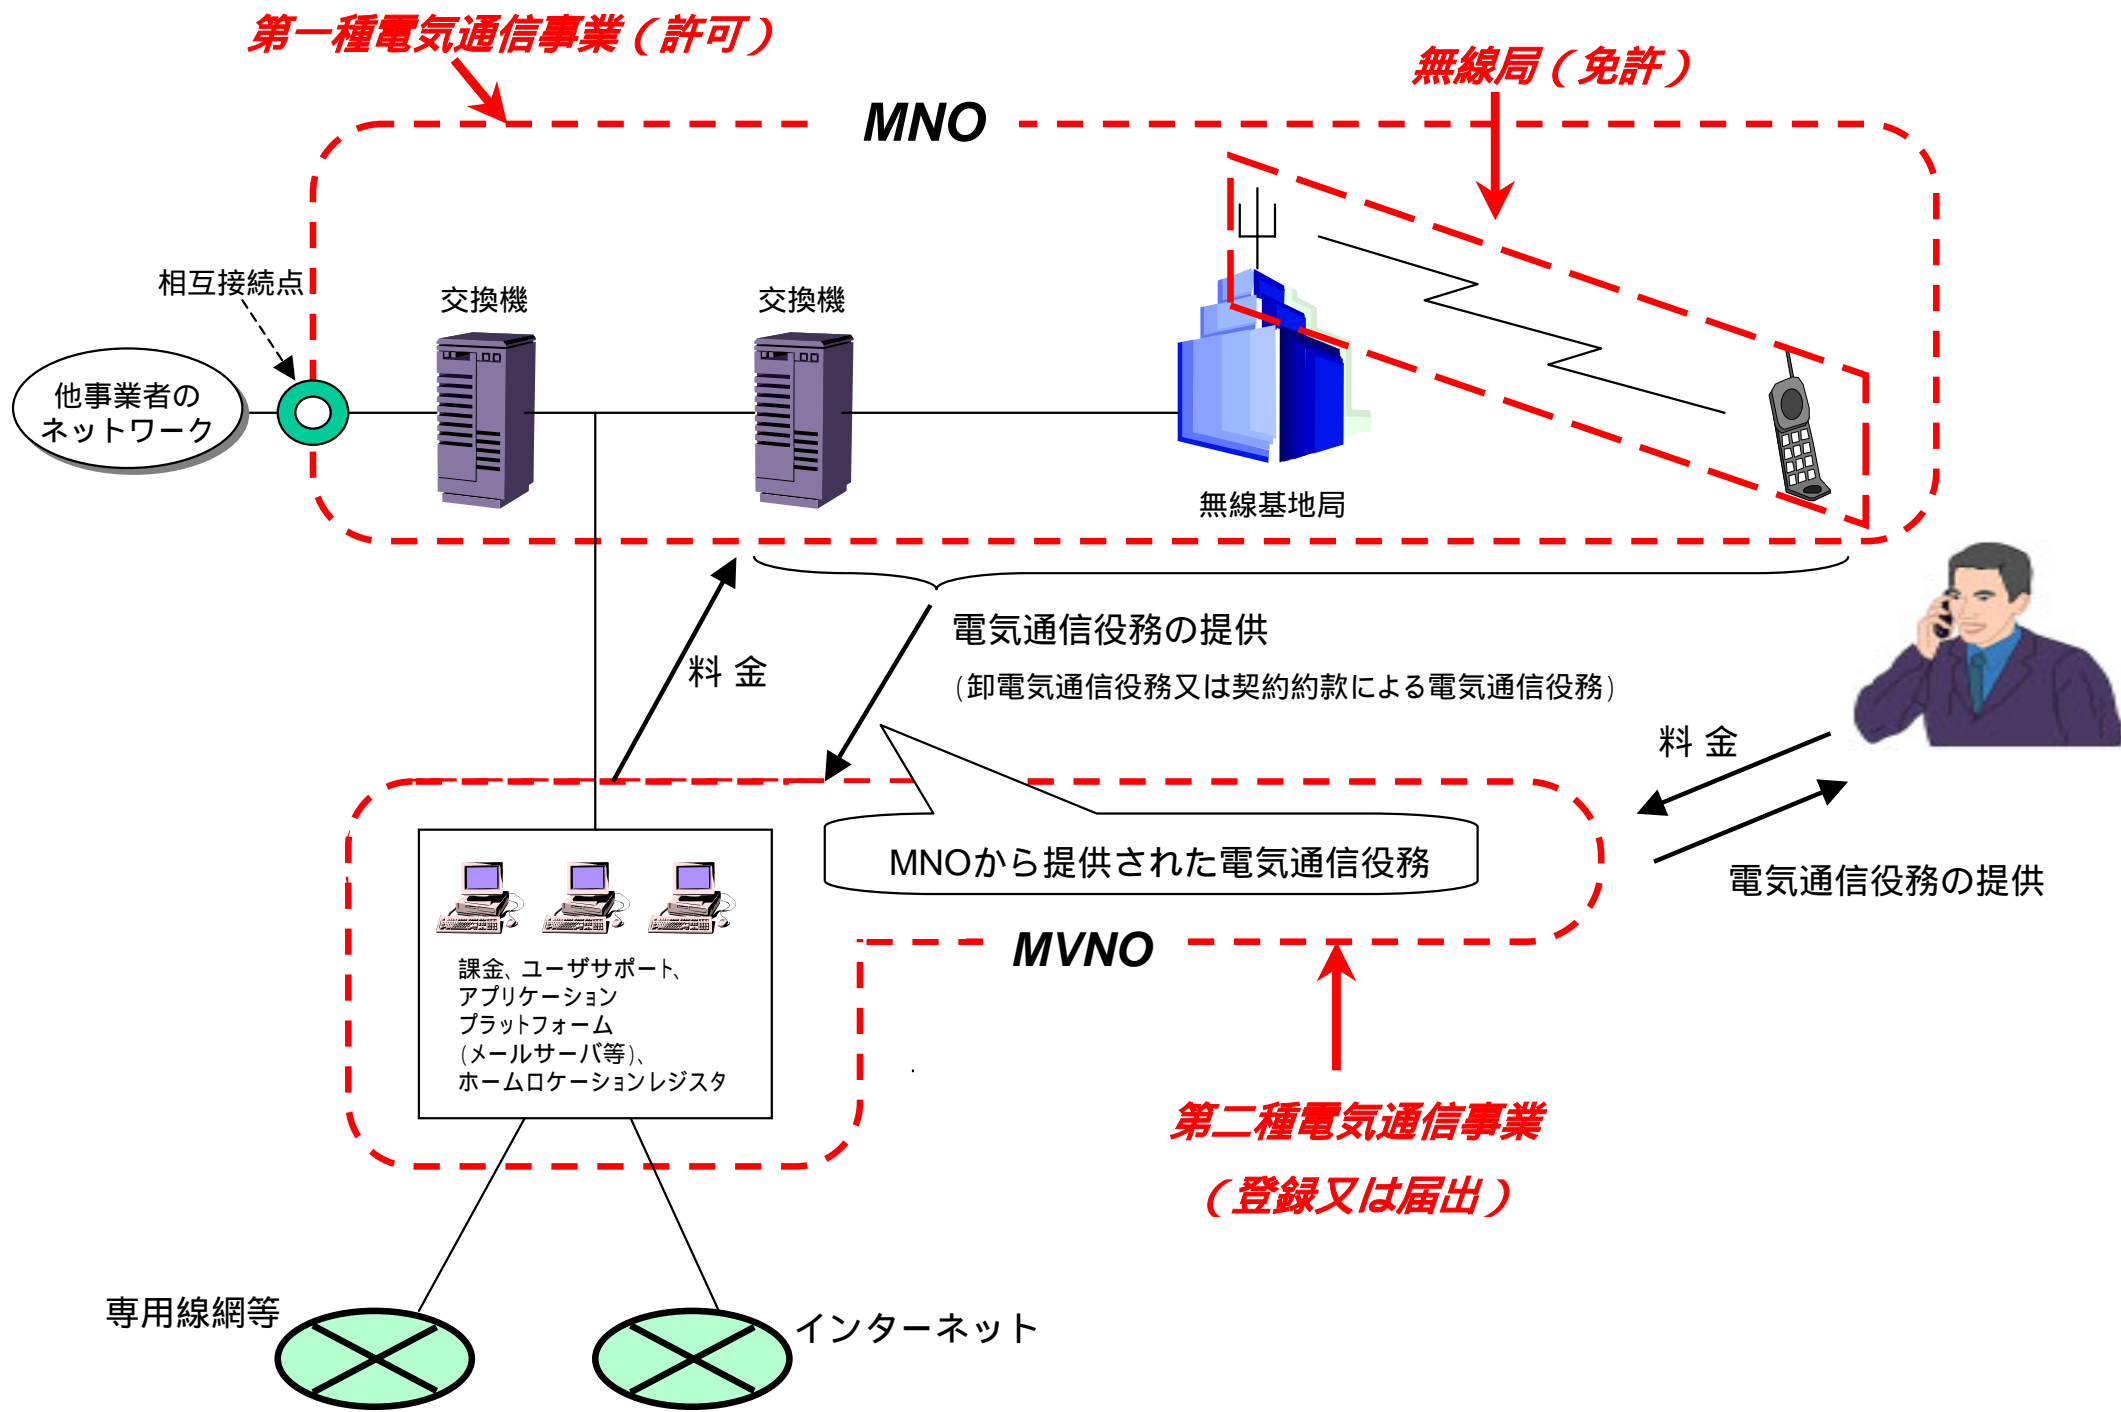 第一種電気通信事業（許可）
無線局（免許）
MNO
相互接続点
交換機
交換機
他事業者の
ネットワーク
無線基地局
電気通信役務の提供
料 金
（卸電気通信役務又は契約約款による電気通信役務）
料 金
MNOから提供された電気通信役務
電気通信役務の提供
MVNO
課金、ユーザサポート、
アプリケーション
プラットフォーム
（メールサーバ等）、
ホームロケーションレジスタ
第二種電気通信事業
（登録又は届出）
専用線網等
インターネット